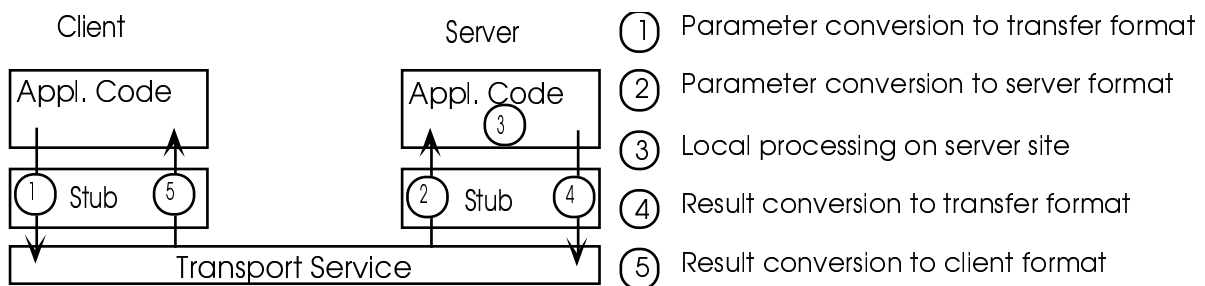 Client
Server
Appl. Code
Appl. Code
3
1
Stub
5
2
Stub
4
Transport Service
1 Parameter conversion to transfer format
2 Parameter conversion to server format
3 Local processing on server site
4 Result conversion to transfer format
5 Result conversion to client format